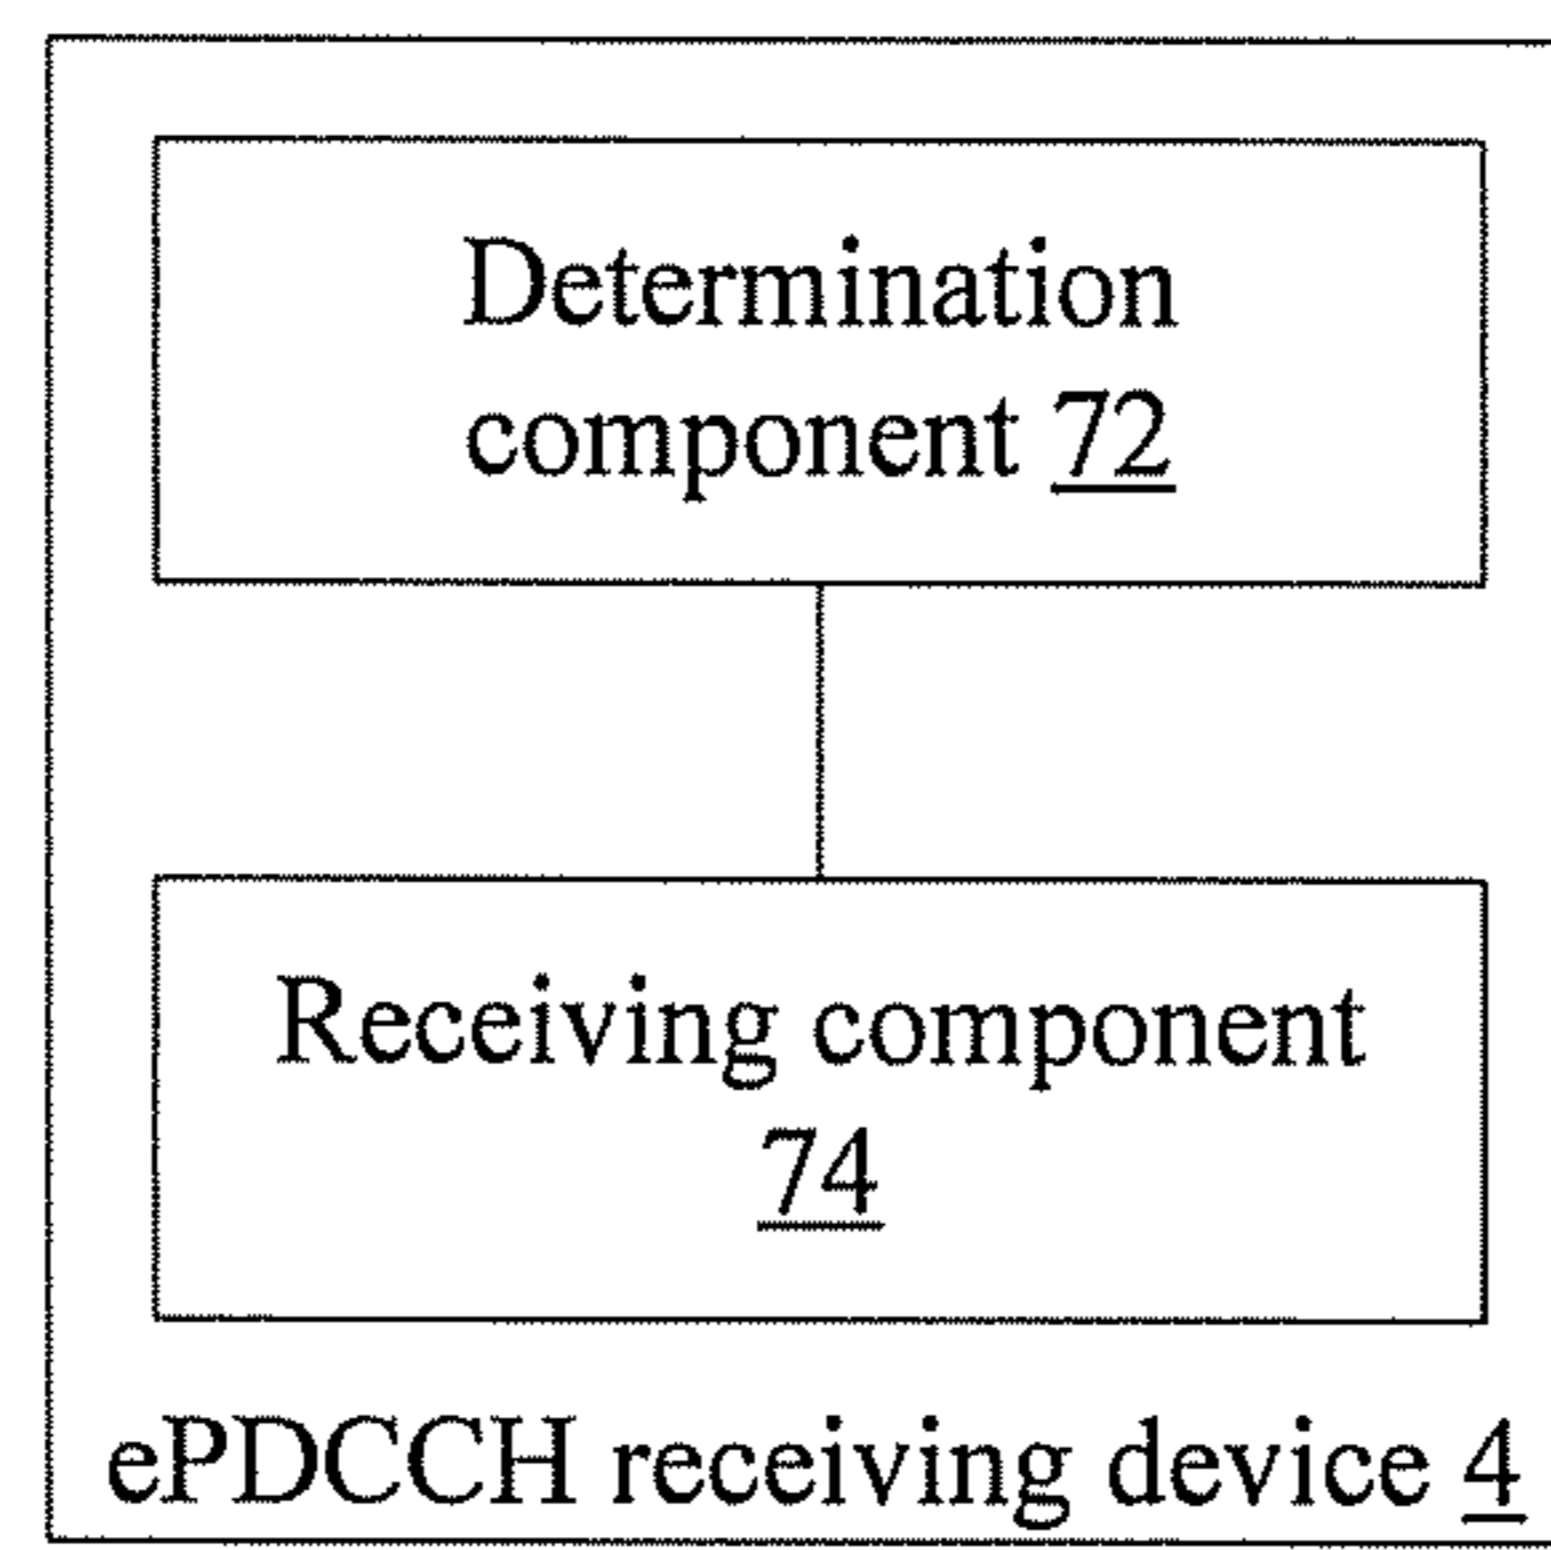 Determination
component 72
Receiving component
74
ePDCCH receiving device 4